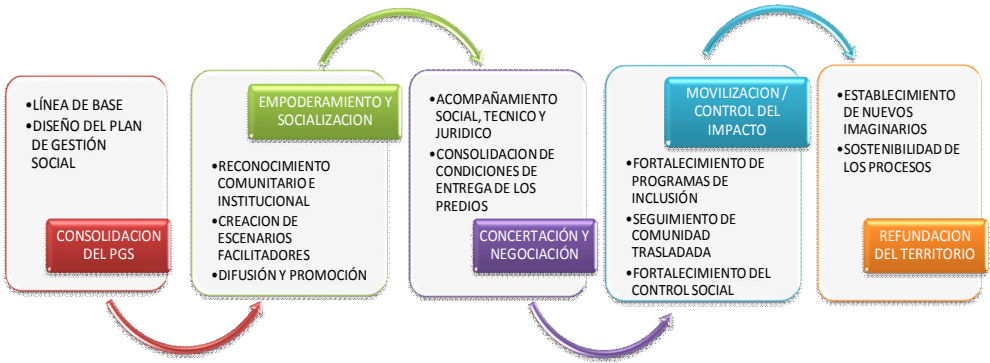 •LÍNEA DE BASE
•DISEÑO DEL PLAN
DE GESTIÓN
SOCIAL
CONSOLIDACION
DEL PGS
EMPODERAMIENTO Y
SOCIALIZACION
•RECONOCIMIENTO
COMUNITARIO E
INSTITUCIONAL
•CREACION DE
ESCENARIOS
FACILITADORES
•DIFUSIÓN Y PROMOCIÓN
•ACOMPAÑAMIENTO
SOCIAL, TECNICO Y
JURIDICO
•CONSOLIDACION DE
CONDICIONES DE
ENTREGA DE LOS
PREDIOS
CONCERTACIÓN Y
NEGOCIACIÓN
MOVILIZACION /
CONTROL DEL
IMPACTO
•FORTALECIMIENTO DE
PROGRAMAS DE
INCLUSIÓN
•SEGUIMIENTO DE
COMUNIDAD
TRASLADADA
•FORTALECIMIENTO DEL
CONTROL SOCIAL
•ESTABLECIMIENTO
DE NUEVOS
IMAGINARIOS
•SOSTENIBILIDAD DE
LOS PROCESOS
REFUNDACION
DEL TERRITORIO